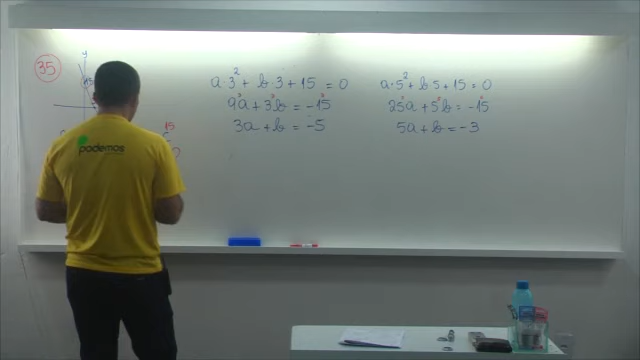 35
y
15
podemos
15
a·3² + b·3 + 15 = 0
9a + 3b = -15
3a + b = -5
a·5² + b·5 + 15 = 0
25a + 5b = -15
5a + b = -3